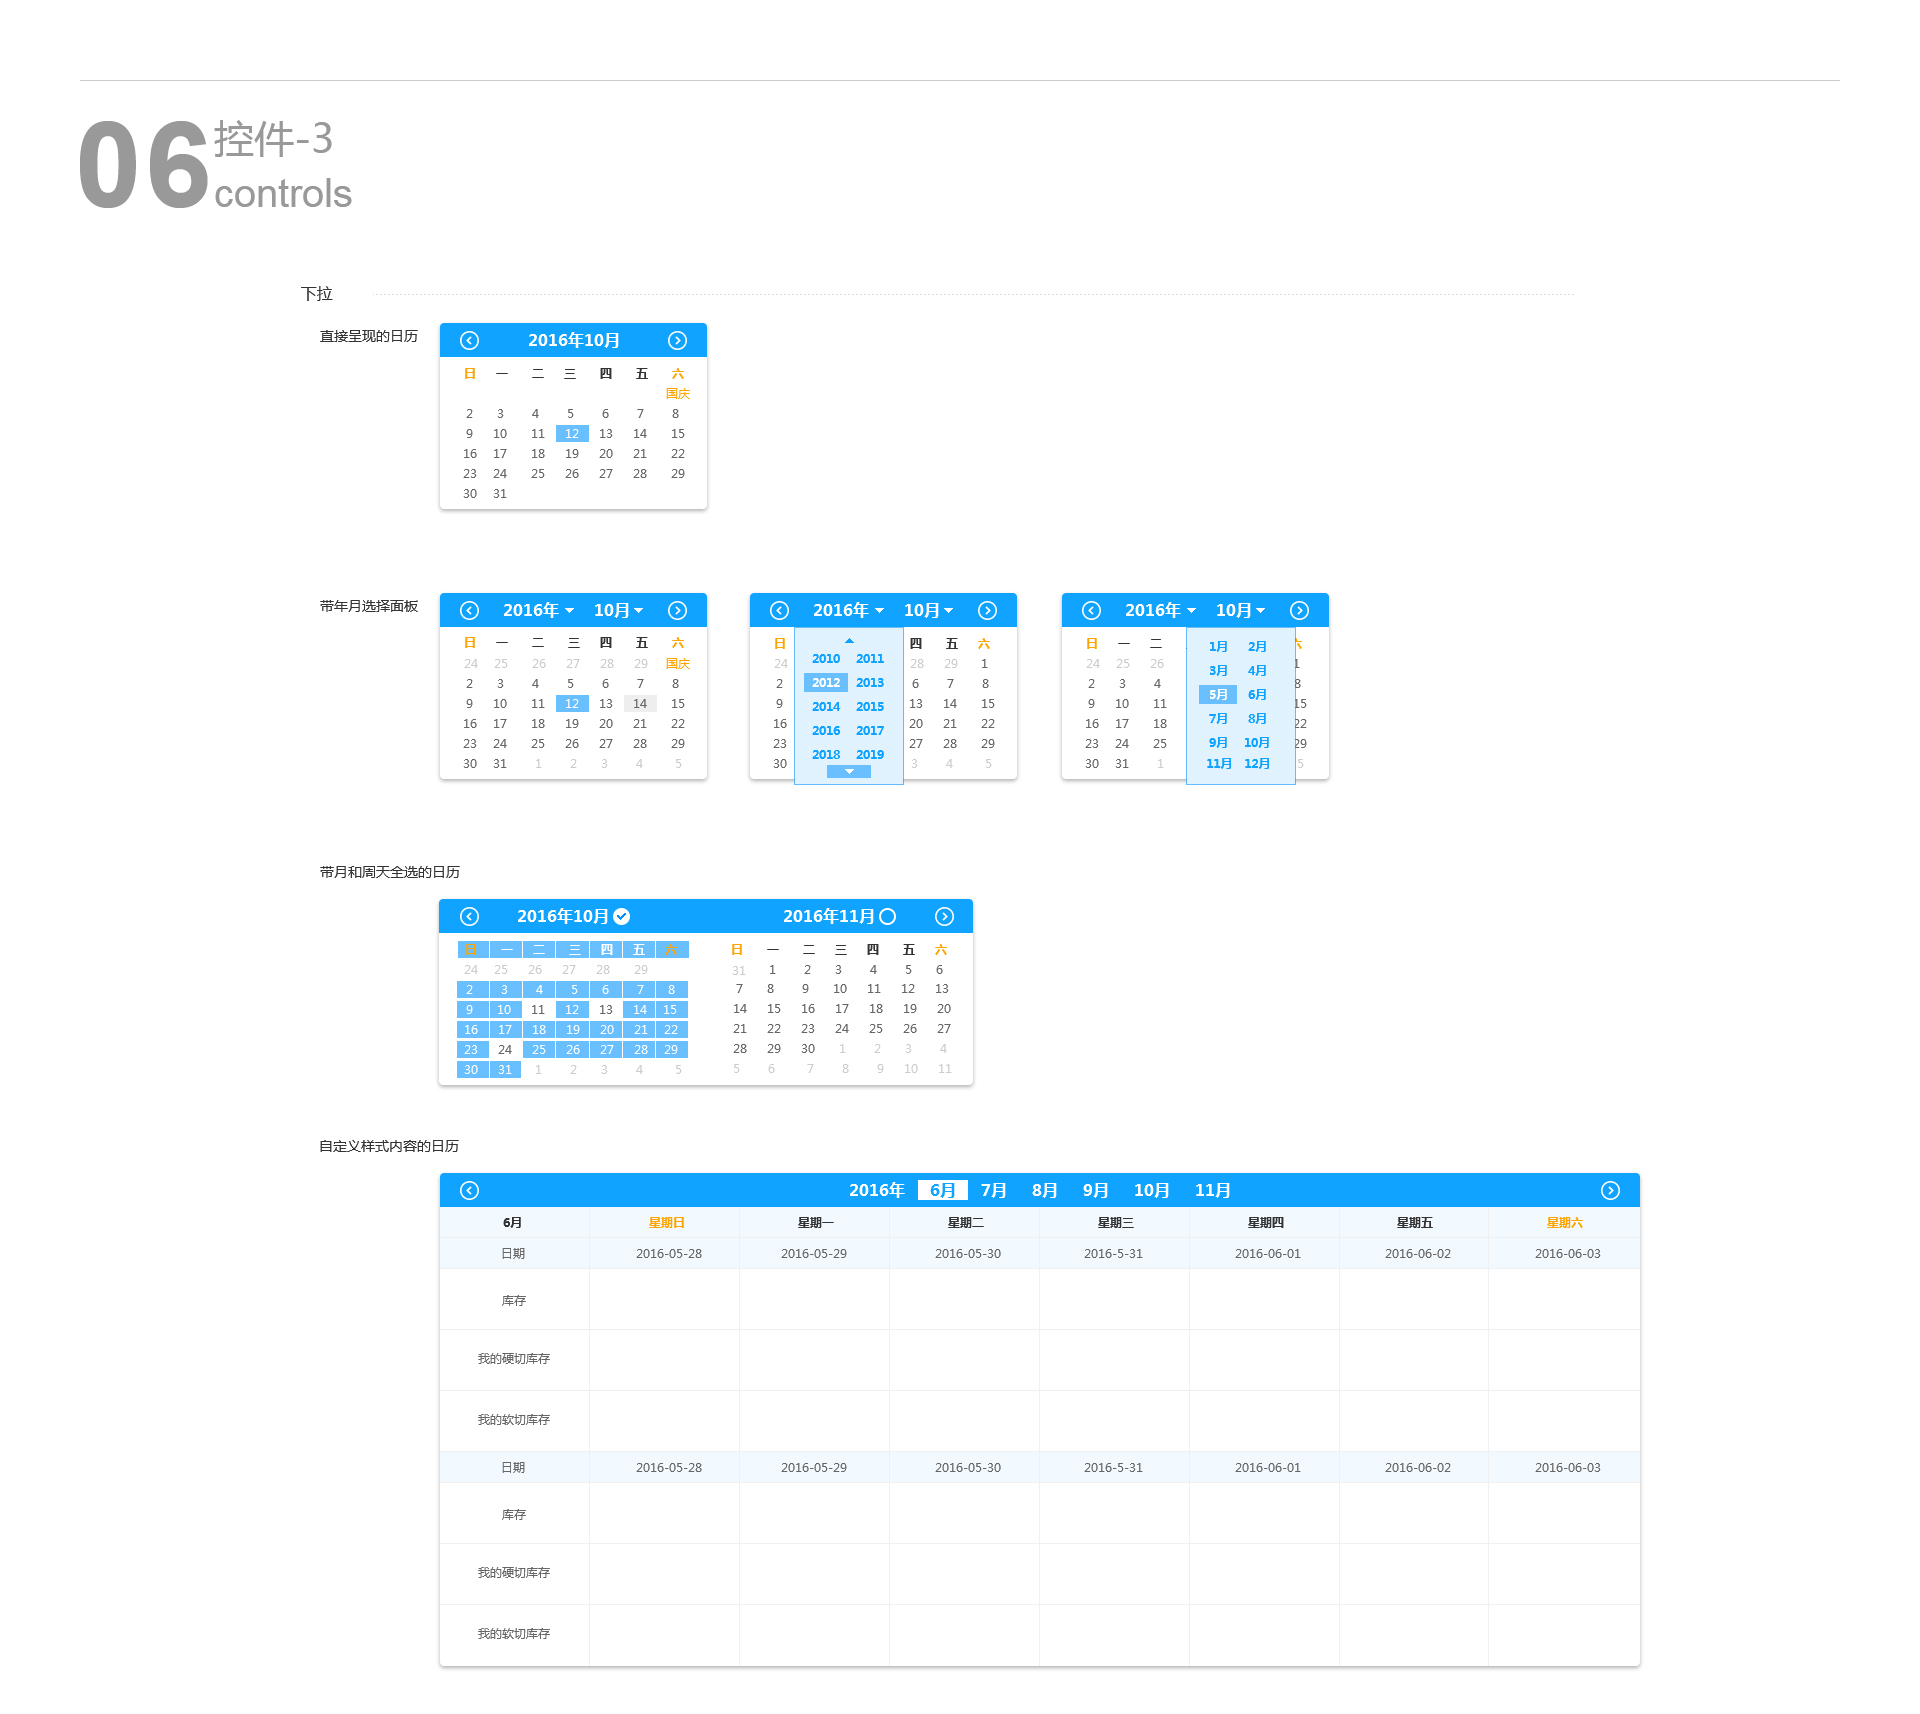 06 控件-3
controls
下拉
直接呈现的日历
2016年10月
日 一 二 三 四 五 六
国庆
2 3 4 5 6 7 8
9 10 11 12 13 14 15
16 17 18 19 20 21 22
23 24 25 26 27 28 29
30 31
带年月选择面板
2016年 10月
日 一 二 三 四 五 六
24 25 26 27 28 29 国庆
2 3 4 5 6 7 8
9 10 11 12 13 14 15
16 17 18 19 20 21 22
23 24 25 26 27 28 29
30 31 1 2 3 4 5
2016年 10月
日 四 五 六
24 28 29 1
2 6 7 8
9 13 14 15
16 20 21 22
23 27 28 29
30 3 4 5
2010 2011
2012 2013
2014 2015
2016 2017
2018 2019
2016年 10月
日 一 二
24 25 26 1
2 3 4 8
9 10 11 15
16 17 18 22
23 24 25 29
30 31 1 5
1月 2月
3月 4月
5月 6月
7月 8月
9月 10月
11月 12月
带月和周天全选的日历
2016年10月
日 一 二 三 四 五 六
24 25 26 27 28 29
2 3 4 5 6 7 8
9 10 11 12 13 14 15
16 17 18 19 20 21 22
23 24 25 26 27 28 29
30 31 1 2 3 4 5
2016年11月
日 一 二 三 四 五 六
31 1 2 3 4 5 6
7 8 9 10 11 12 13
14 15 16 17 18 19 20
21 22 23 24 25 26 27
28 29 30 1 2 3 4
5 6 7 8 9 10 11
自定义样式内容的日历
2016年 6月 7月 8月 9月 10月 11月
6月 星期日 星期一 星期二 星期三 星期四 星期五 星期六
日期 2016-05-28 2016-05-29 2016-05-30 2016-5-31 2016-06-01 2016-06-02 2016-06-03
库存
我的硬切库存
我的软切库存
日期 2016-05-28 2016-05-29 2016-05-30 2016-5-31 2016-06-01 2016-06-02 2016-06-03
库存
我的硬切库存
我的软切库存